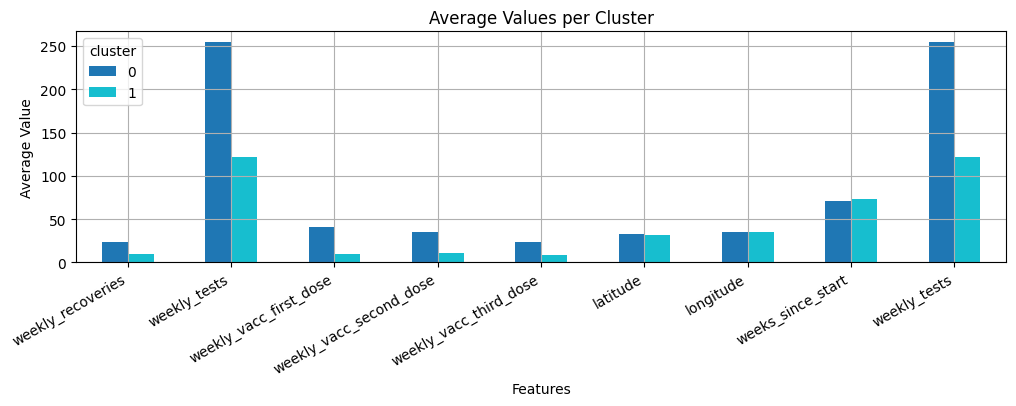 Average Values per Cluster
cluster
0
1
Average Value
250
200
150
100
50
0
weekly_recoveries
weekly_tests
weekly_vacc_first_dose
weekly_vacc_second_dose
weekly_vacc_third_dose
latitude
longitude
weeks_since_start
weekly_tests
Features